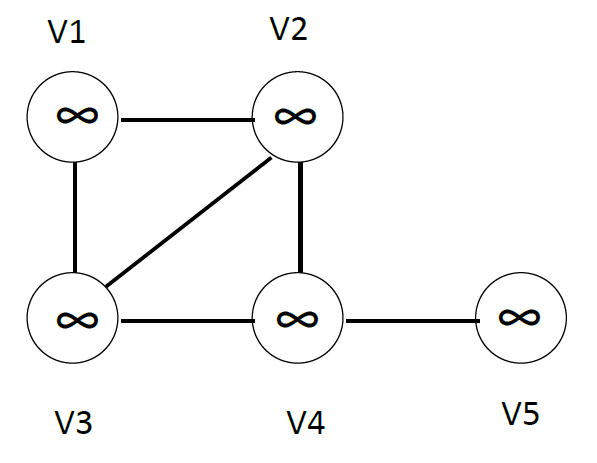 V1 V2
∞ ∞
∞ ∞ ∞
V3 V4 V5